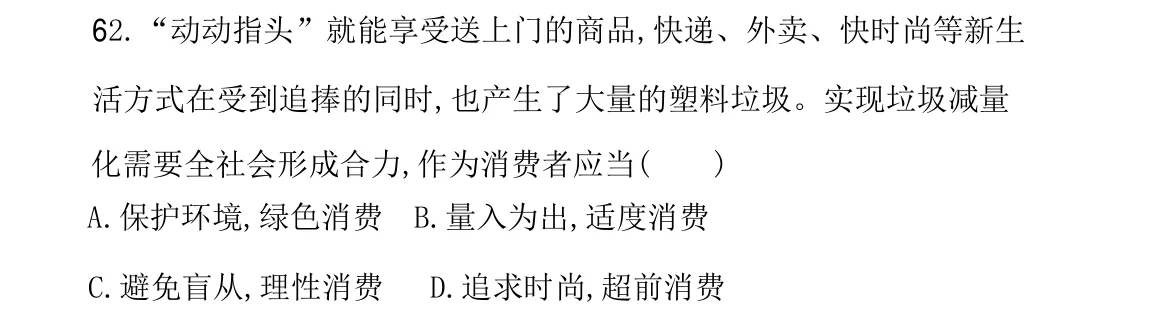 62.“动动指头”就能享受送上门的商品,快递、外卖、快时尚等新生
活方式在受到追捧的同时,也产生了大量的塑料垃圾。实现垃圾减量
化需要全社会形成合力,作为消费者应当(　　)
A.保护环境,绿色消费　B.量入为出,适度消费
C.避免盲从,理性消费　D.追求时尚,超前消费